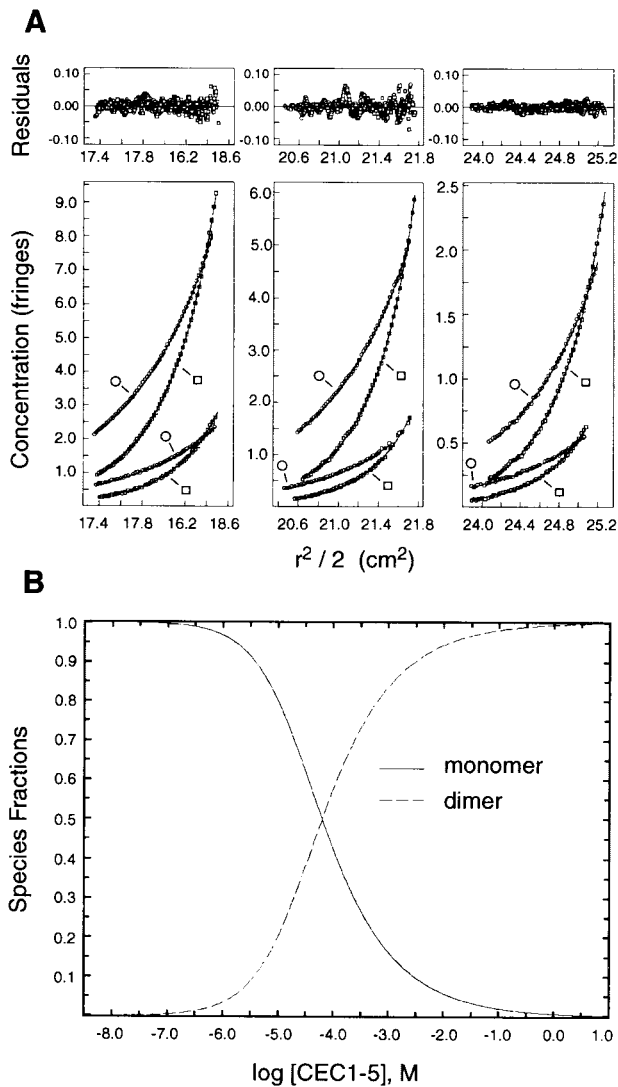 A
Residuals
0.10
0.00
-0.10
17.4 17.8 16.2 18.6
0.10
0.00
-0.10
20.6 21.0 21.4 21.8
0.10
0.00
-0.10
24.0 24.4 24.8 25.2
Concentration (fringes)
9.0
8.0
7.0
6.0
5.0
4.0
3.0
2.0
1.0
17.4 17.8 18.0 16.2 18.6
6.0
5.0
4.0
3.0
2.0
1.0
20.6 21.0 21.4 21.8
2.5
2.0
1.5
1.0
0.5
24.0 24.4 24.8 25.2
r²/2 (cm²)
B
Species Fractions
1.0
0.9
0.8
0.7
0.6
0.5
0.4
0.3
0.2
0.1
monomer
dimer
-8.0 -7.0 -6.0 -5.0 -4.0 -3.0 -2.0 -1.0 0.0 1.0
log [CEC1-5], M